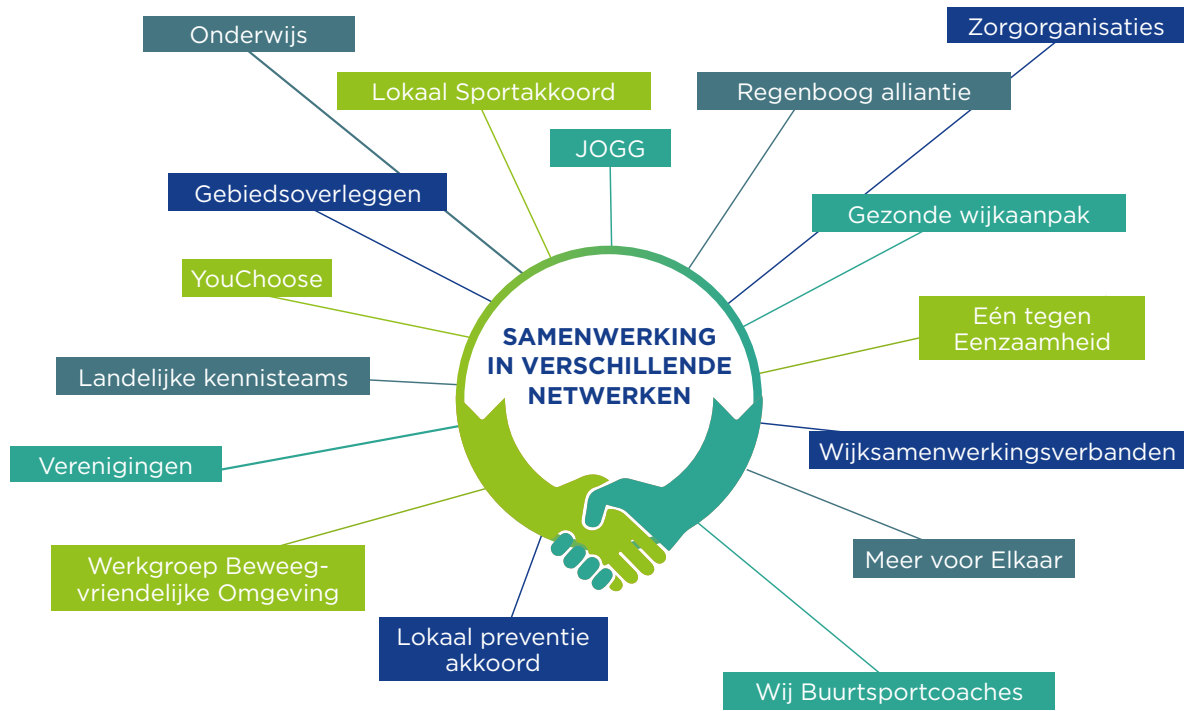 Onderwijs
Zorgorganisaties
Lokaal Sportakkoord
Regenboog alliantie
JOGG
Gebiedsoverleggen
Gezonde wijkaanpak
YouChoose
Eén tegen
Eenzaamheid
SAMENWERKING
IN VERSCHILLENDE
NETWERKEN
Landelijke kennisteams
Verenigingen
Wijksamenwerkingsverbanden
Werkgroep Beweeg-
vriendelijke Omgeving
Meer voor Elkaar
Lokaal preventie
akkoord
Wij Buurtsportcoaches